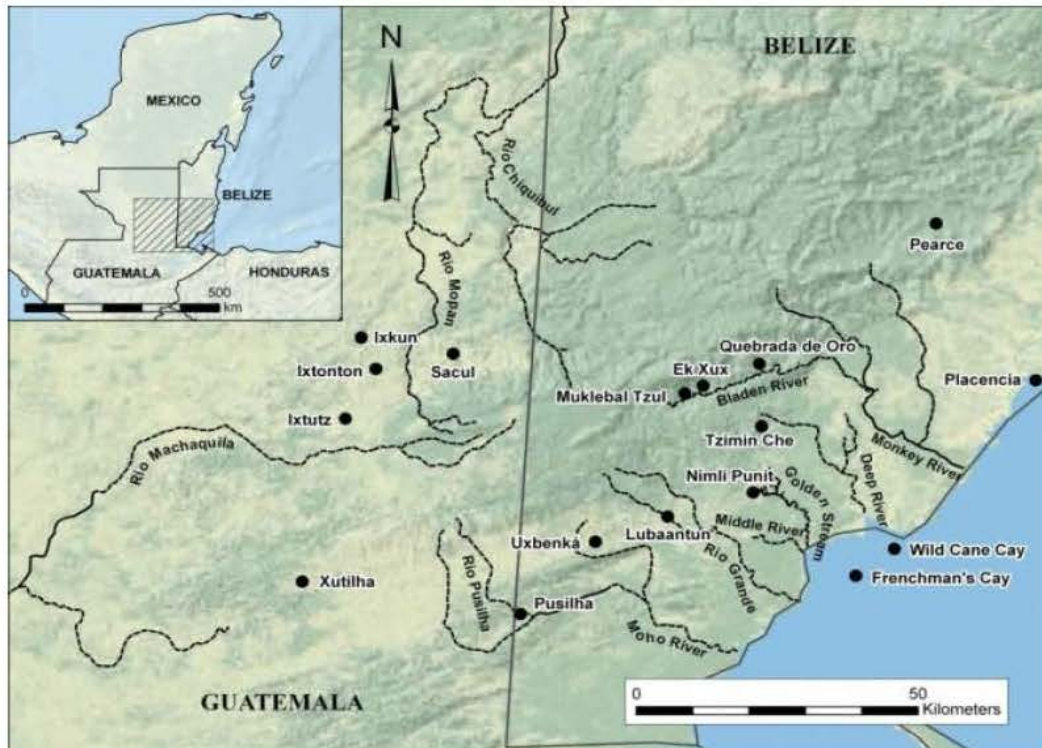 MEXICO
BELIZE
GUATEMALA
HONDURAS
0
500
km
N
BELIZE
Rio Chiquibul
Pearce
Rio Mopan
Ixkun
Quebrada de Oro
Sacul
Ixtonton
Ek Xux
Placencia
Muklebal Tzul
Bladen River
Ixtutz
Tzimin Che
Rio Machaquila
Monkey River
Deep River
Nimli Punit
Golden Stream
Middle River
Lubaantun
Uxbenká
Wild Cane Cay
Rio Grande
Frenchman's Cay
Xutilha
Rio Pusilha
Pusilha
Moho River
GUATEMALA
0
50
Kilometers